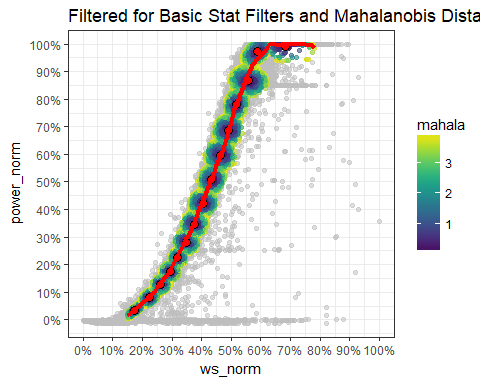 Filtered for Basic Stat Filters and Mahalanobis Dista
100%
90%
80%
70%
60%
50%
40%
30%
20%
10%
0%
power_norm
0% 10% 20% 30% 40% 50% 60% 70% 80% 90% 100%
ws_norm
mahala
3
2
1